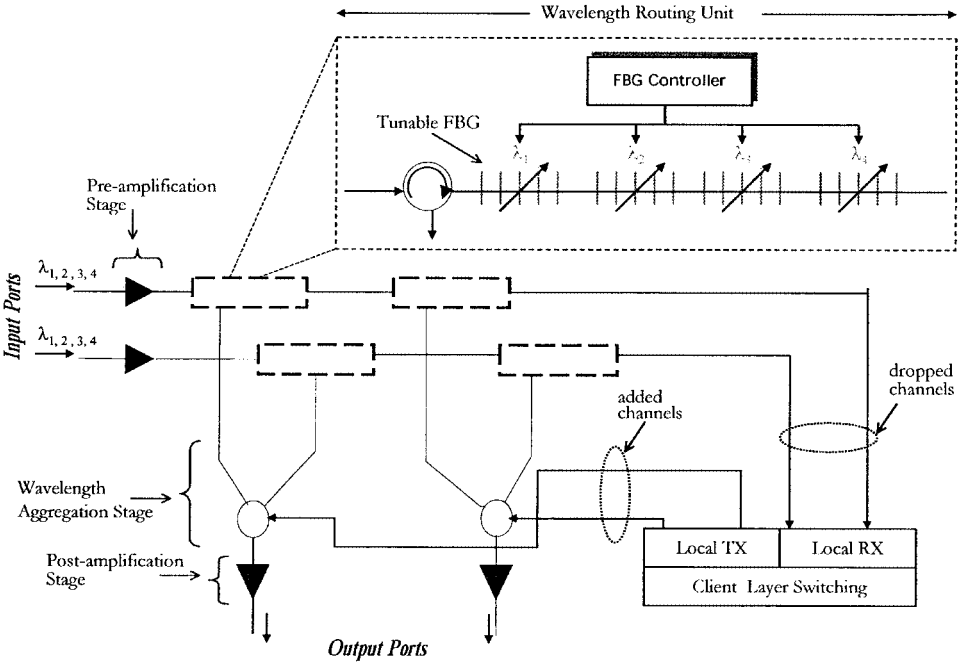 Wavelength Routing Unit
FBG Controller
Tunable FBG
λ1
λ2
λ3
λ4
Pre-amplification
Stage
Input Ports
λ1, 2, 3, 4
λ1, 2, 3, 4
dropped
channels
added
channels
Wavelength
Aggregation Stage
Post-amplification
Stage
Local TX
Local RX
Client Layer Switching
Output Ports